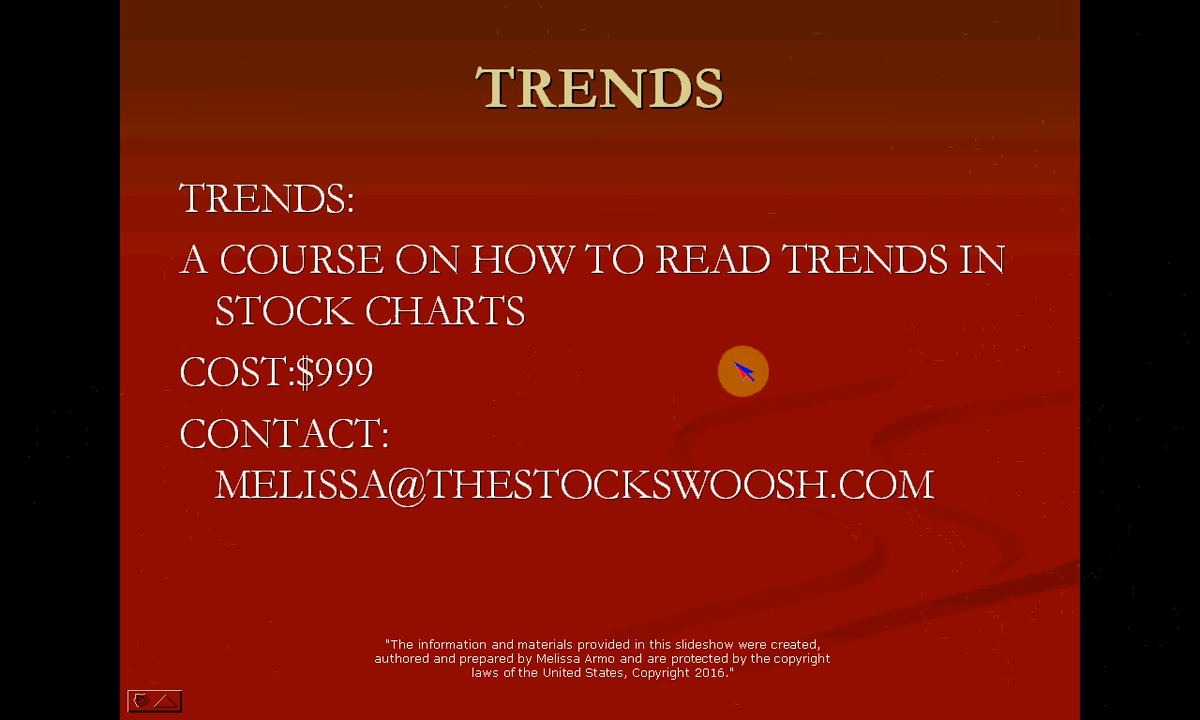 TRENDS
TRENDS:
A COURSE ON HOW TO READ TRENDS IN
STOCK CHARTS
COST:$999
CONTACT:
MELISSA@THESTOCKSWOOSH.COM
"The information and materials provided in this slideshow were created,
authored and prepared by Melissa Armo and are protected by the copyright
laws of the United States, Copyright 2016."